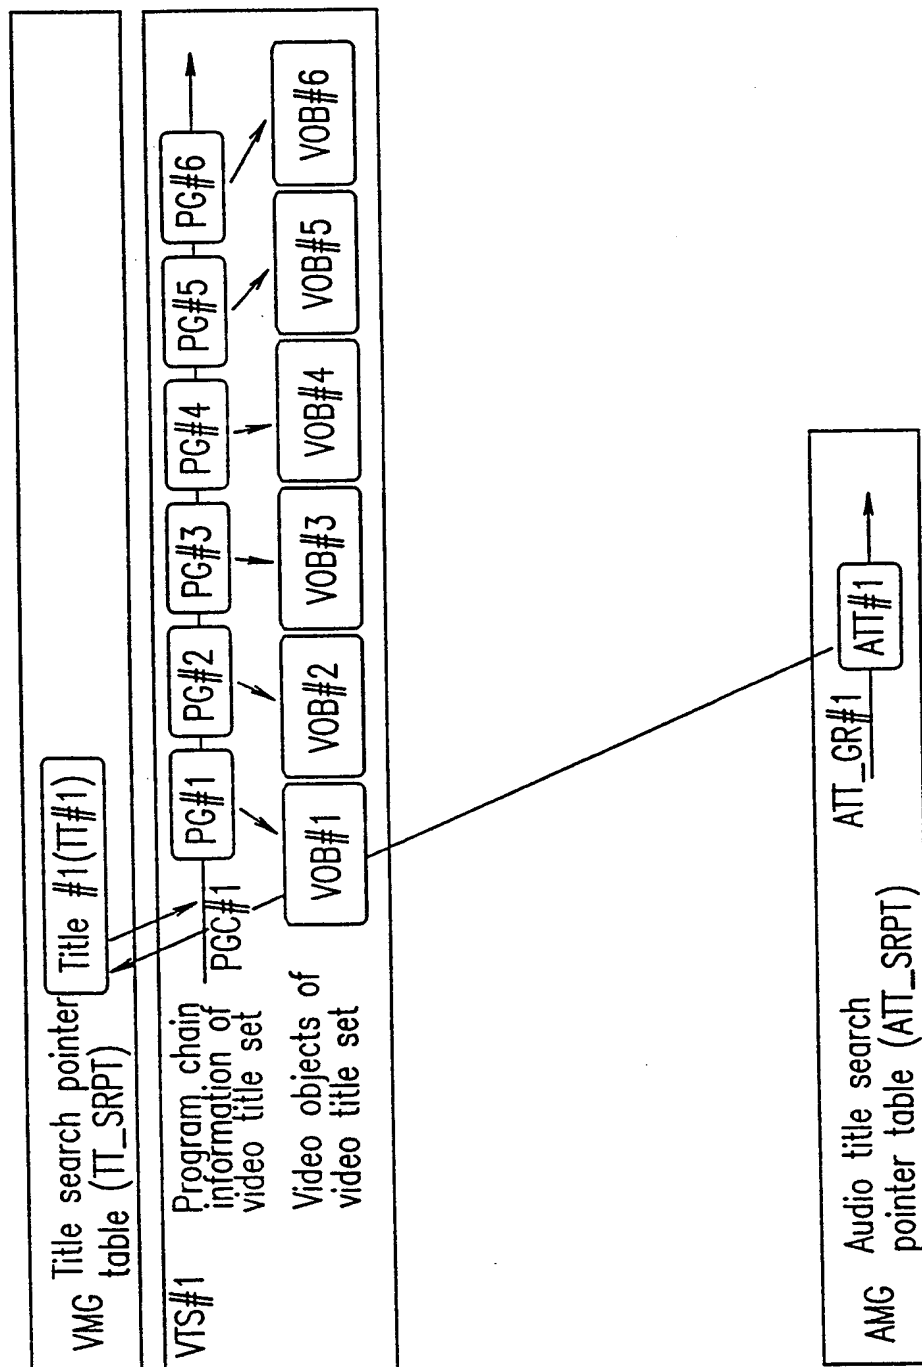 VMG
Title search pointer
table (TT_SRPT)
Title #1(TT#1)
VTS#1
Program chain
information of
video title set
PGC#1
PG#1
PG#2
PG#3
PG#4
PG#5
PG#6
Video objects of
video title set
VOB#1
VOB#2
VOB#3
VOB#4
VOB#5
VOB#6
AMG
Audio title search
pointer table (ATT_SRPT)
ATT_GR#1
ATT#1